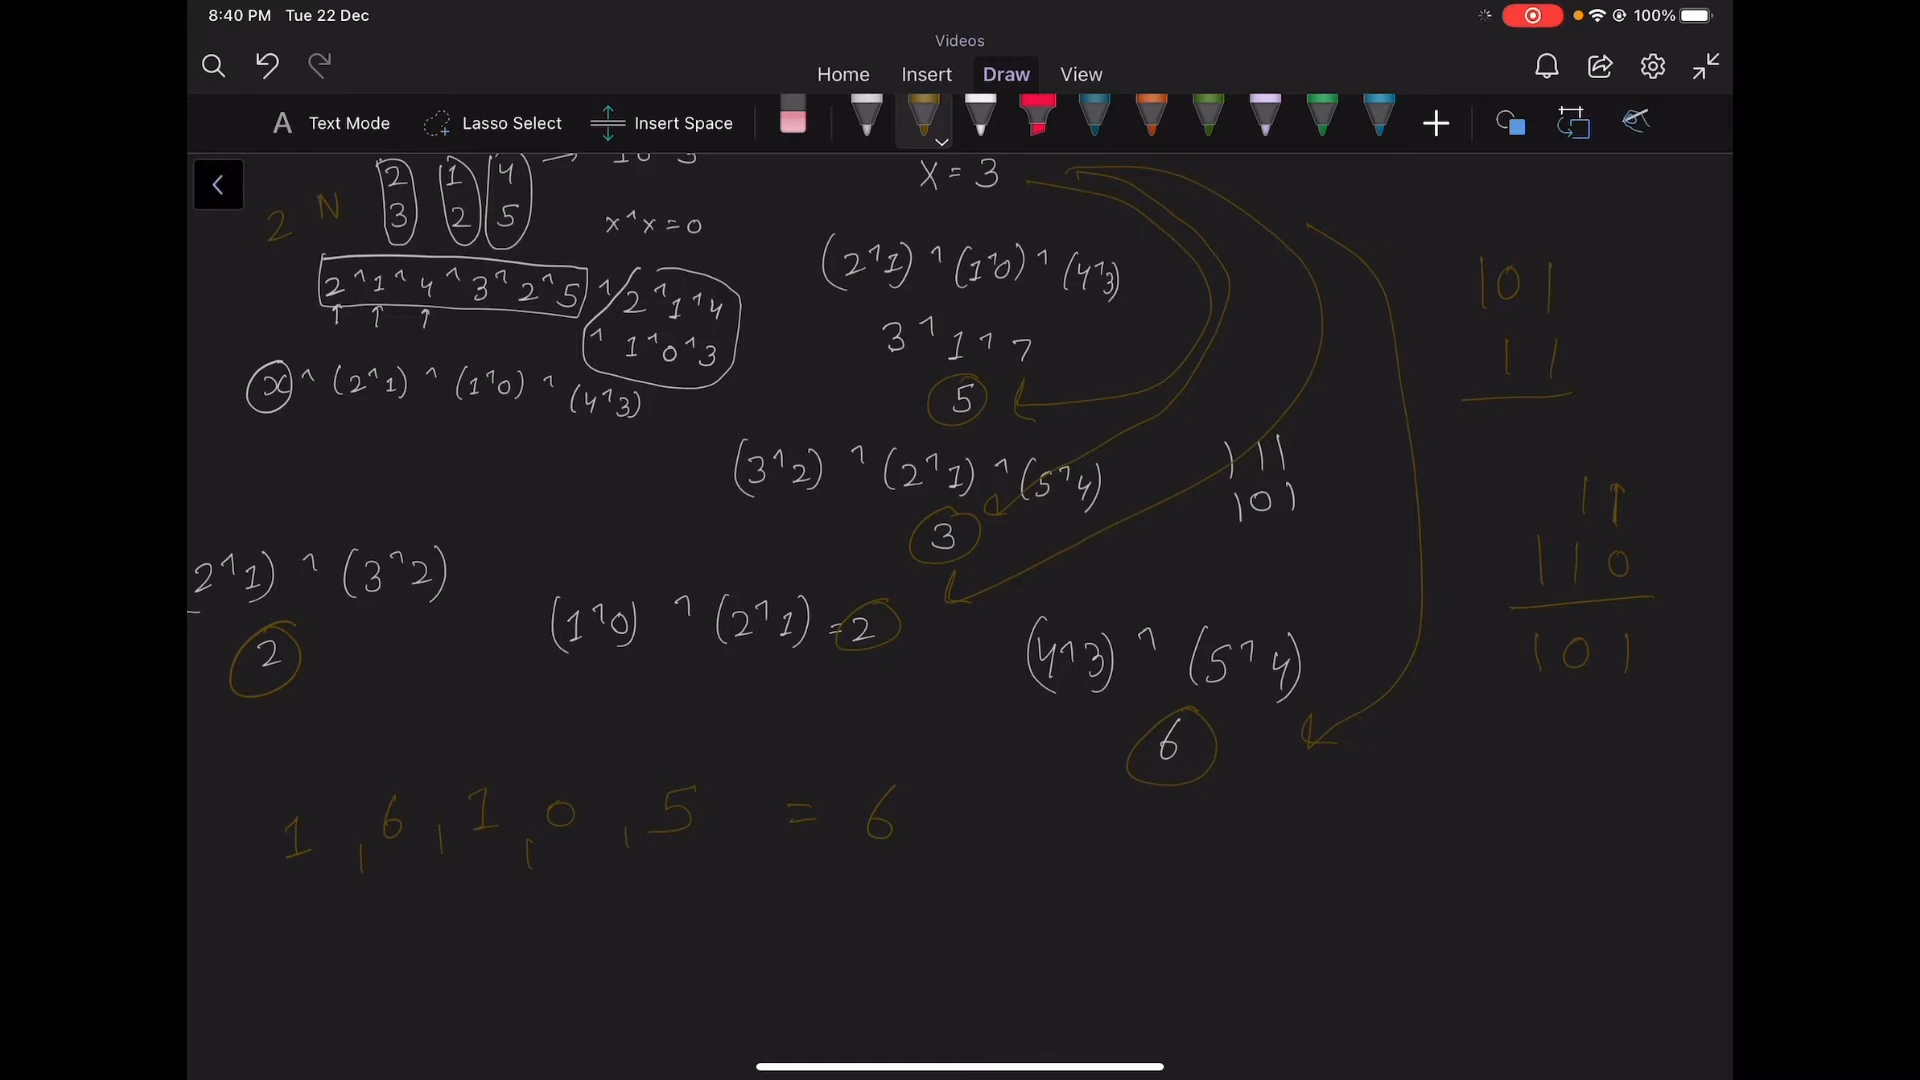 8:40 PM Tue 22 Dec
100%
Videos
Home Insert Draw View
A Text Mode Lasso Select Insert Space
2 N
2 1 4
3 2 5
x^x=0
2^1^4^3^2^5 ^ 2^1^4
^ 1^0^3
x ^ (2^1) ^ (1^0) ^ (4^3)
X = 3
(2^1) ^ (1^0) ^ (4^3)
3 ^ 1 ^ 7
5
(3^2) ^ (2^1) ^ (5^4)
3
101
11
111
101
11
110
101
2^1) ^ (3^2)
2
(1^0) ^ (2^1) = 2
(4^3) ^ (5^4)
6
1, 6, 1, 0, 5 = 6